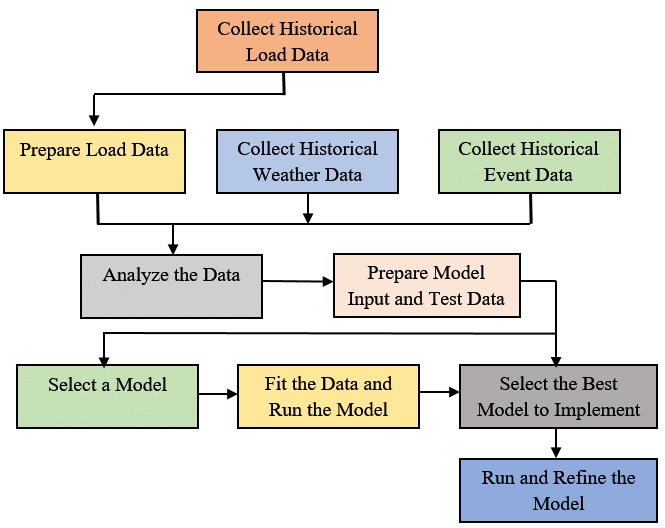 Collect Historical
Load Data
Prepare Load Data
Collect Historical
Weather Data
Collect Historical
Event Data
Analyze the Data
Prepare Model
Input and Test Data
Select a Model
Fit the Data and
Run the Model
Select the Best
Model to Implement
Run and Refine the
Model